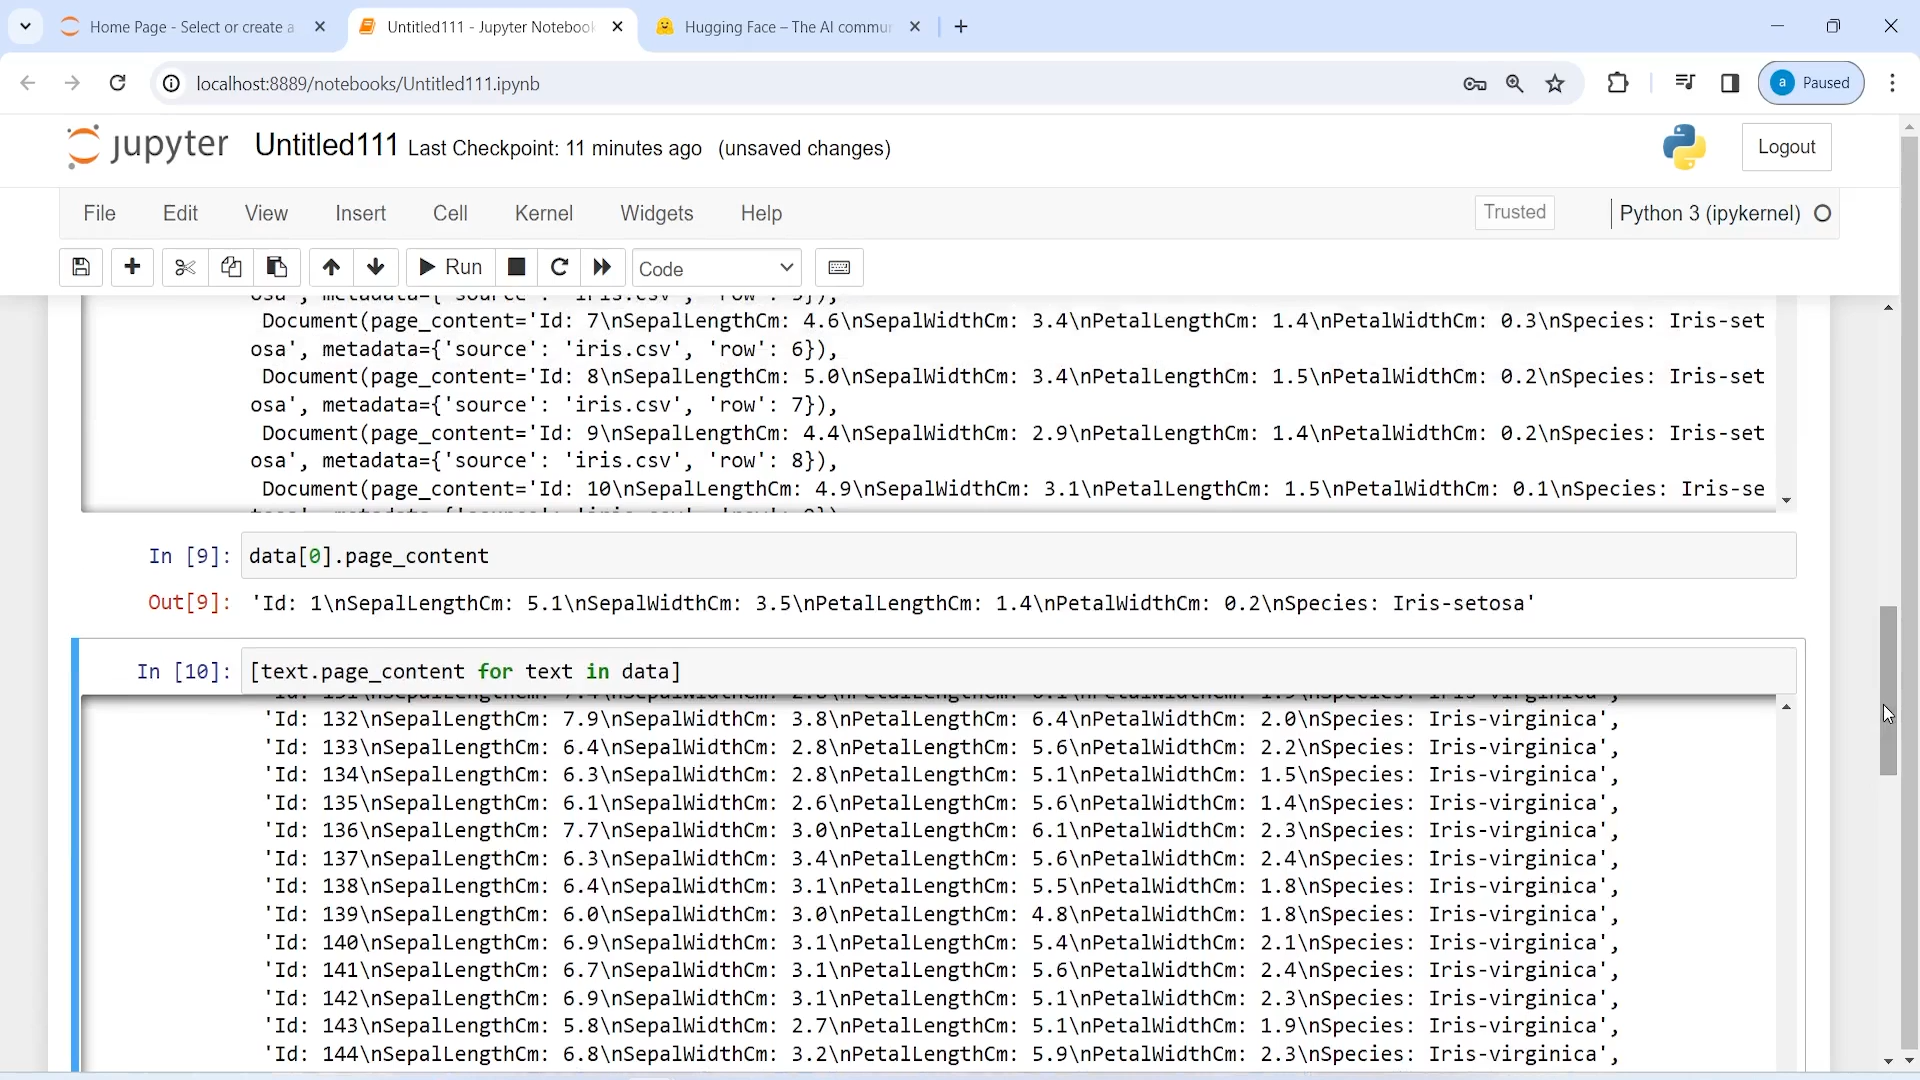 Home Page - Select or create a
Untitled111 - Jupyter Notebook
Hugging Face – The AI commun
localhost:8889/notebooks/Untitled111.ipynb
a Paused
jupyter Untitled111 Last Checkpoint: 11 minutes ago (unsaved changes)
Logout
File Edit View Insert Cell Kernel Widgets Help
Trusted
Python 3 (ipykernel)
Run
Code
Document(page_content='Id: 7\nSepalLengthCm: 4.6\nSepalWidthCm: 3.4\nPetalLengthCm: 1.4\nPetalWidthCm: 0.3\nSpecies: Iris-set
osa', metadata={'source': 'iris.csv', 'row': 6}),
Document(page_content='Id: 8\nSepalLengthCm: 5.0\nSepalWidthCm: 3.4\nPetalLengthCm: 1.5\nPetalWidthCm: 0.2\nSpecies: Iris-set
osa', metadata={'source': 'iris.csv', 'row': 7}),
Document(page_content='Id: 9\nSepalLengthCm: 4.4\nSepalWidthCm: 2.9\nPetalLengthCm: 1.4\nPetalWidthCm: 0.2\nSpecies: Iris-set
osa', metadata={'source': 'iris.csv', 'row': 8}),
Document(page_content='Id: 10\nSepalLengthCm: 4.9\nSepalWidthCm: 3.1\nPetalLengthCm: 1.5\nPetalWidthCm: 0.1\nSpecies: Iris-se
In [9]: data[0].page_content
Out[9]: 'Id: 1\nSepalLengthCm: 5.1\nSepalWidthCm: 3.5\nPetalLengthCm: 1.4\nPetalWidthCm: 0.2\nSpecies: Iris-setosa'
In [10]: [text.page_content for text in data]
'Id: 132\nSepalLengthCm: 7.9\nSepalWidthCm: 3.8\nPetalLengthCm: 6.4\nPetalWidthCm: 2.0\nSpecies: Iris-virginica',
'Id: 133\nSepalLengthCm: 6.4\nSepalWidthCm: 2.8\nPetalLengthCm: 5.6\nPetalWidthCm: 2.2\nSpecies: Iris-virginica',
'Id: 134\nSepalLengthCm: 6.3\nSepalWidthCm: 2.8\nPetalLengthCm: 5.1\nPetalWidthCm: 1.5\nSpecies: Iris-virginica',
'Id: 135\nSepalLengthCm: 6.1\nSepalWidthCm: 2.6\nPetalLengthCm: 5.6\nPetalWidthCm: 1.4\nSpecies: Iris-virginica',
'Id: 136\nSepalLengthCm: 7.7\nSepalWidthCm: 3.0\nPetalLengthCm: 6.1\nPetalWidthCm: 2.3\nSpecies: Iris-virginica',
'Id: 137\nSepalLengthCm: 6.3\nSepalWidthCm: 3.4\nPetalLengthCm: 5.6\nPetalWidthCm: 2.4\nSpecies: Iris-virginica',
'Id: 138\nSepalLengthCm: 6.4\nSepalWidthCm: 3.1\nPetalLengthCm: 5.5\nPetalWidthCm: 1.8\nSpecies: Iris-virginica',
'Id: 139\nSepalLengthCm: 6.0\nSepalWidthCm: 3.0\nPetalLengthCm: 4.8\nPetalWidthCm: 1.8\nSpecies: Iris-virginica',
'Id: 140\nSepalLengthCm: 6.9\nSepalWidthCm: 3.1\nPetalLengthCm: 5.4\nPetalWidthCm: 2.1\nSpecies: Iris-virginica',
'Id: 141\nSepalLengthCm: 6.7\nSepalWidthCm: 3.1\nPetalLengthCm: 5.6\nPetalWidthCm: 2.4\nSpecies: Iris-virginica',
'Id: 142\nSepalLengthCm: 6.9\nSepalWidthCm: 3.1\nPetalLengthCm: 5.1\nPetalWidthCm: 2.3\nSpecies: Iris-virginica',
'Id: 143\nSepalLengthCm: 5.8\nSepalWidthCm: 2.7\nPetalLengthCm: 5.1\nPetalWidthCm: 1.9\nSpecies: Iris-virginica',
'Id: 144\nSepalLengthCm: 6.8\nSepalWidthCm: 3.2\nPetalLengthCm: 5.9\nPetalWidthCm: 2.3\nSpecies: Iris-virginica',